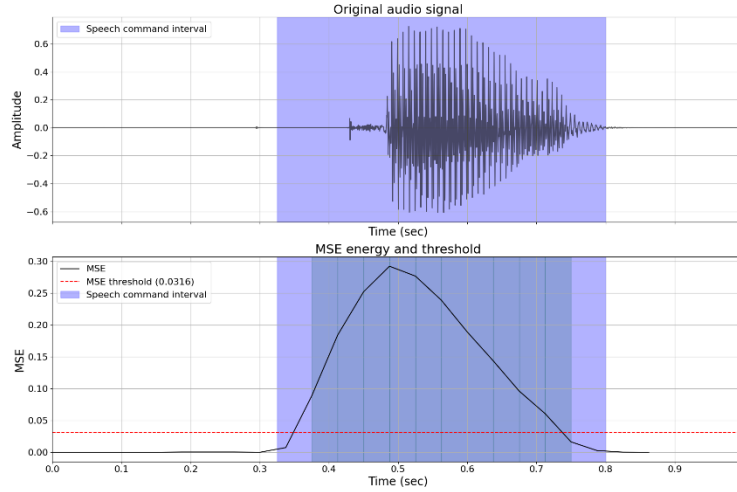 Original audio signal
Speech command interval
0.6
0.4
0.2
0.0
−0.2
−0.4
−0.6
Amplitude
Time (sec)
MSE energy and threshold
MSE
MSE threshold (0.0316)
Speech command interval
0.30
0.25
0.20
0.15
0.10
0.05
0.00
MSE
0.0 0.1 0.2 0.3 0.4 0.5 0.6 0.7 0.8 0.9
Time (sec)